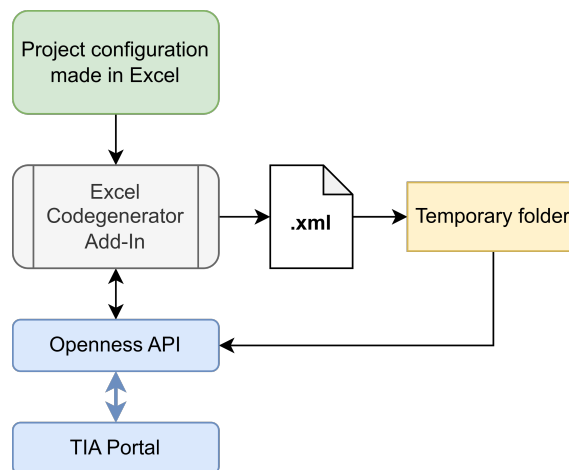 Project configuration
made in Excel
Excel
Codegenerator
Add-In
.xml
Temporary folder
Openness API
TIA Portal